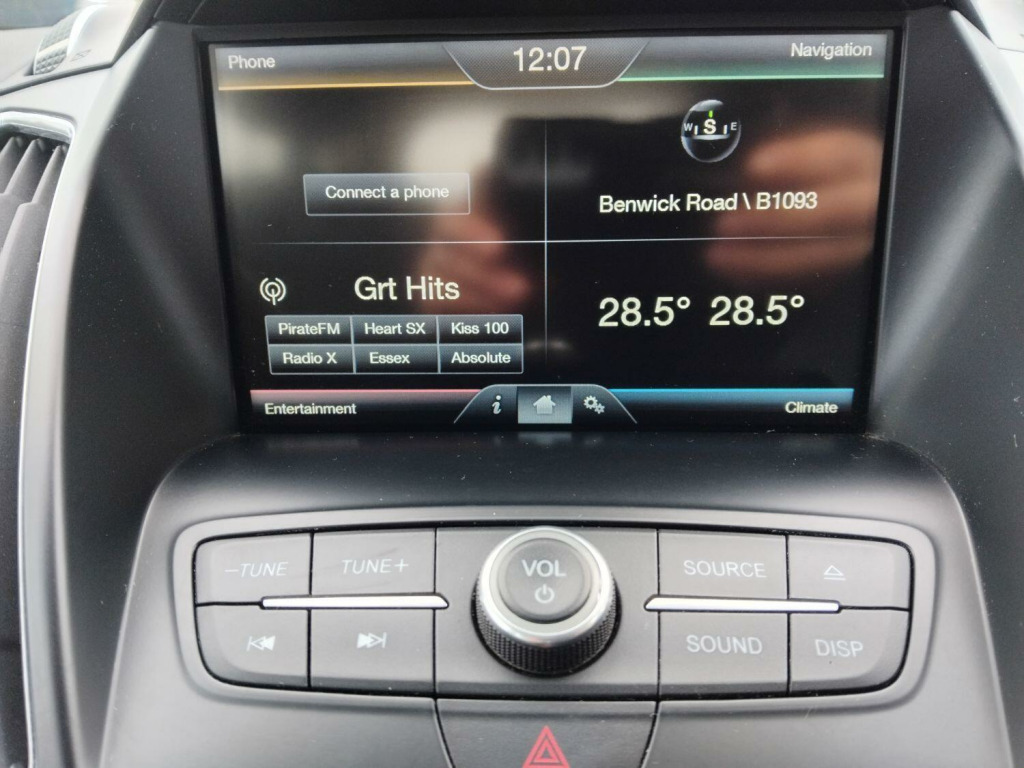 Phone
12:07
Navigation
W S E
Connect a phone
Benwick Road \ B1093
Grt Hits
28.5° 28.5°
PirateFM Heart SX Kiss 100
Radio X Essex Absolute
Entertainment
i
Climate
–TUNE TUNE+
VOL
SOURCE
SOUND
DISP